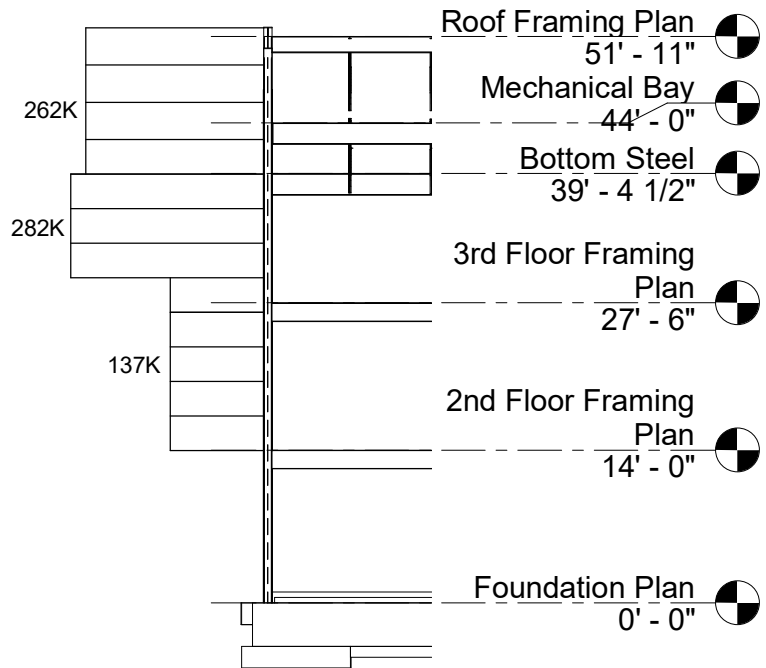 Roof Framing Plan
51' - 11"
Mechanical Bay
44' - 0"
262K
Bottom Steel
39' - 4 1/2"
282K
3rd Floor Framing
Plan
27' - 6"
137K
2nd Floor Framing
Plan
14' - 0"
Foundation Plan
0' - 0"